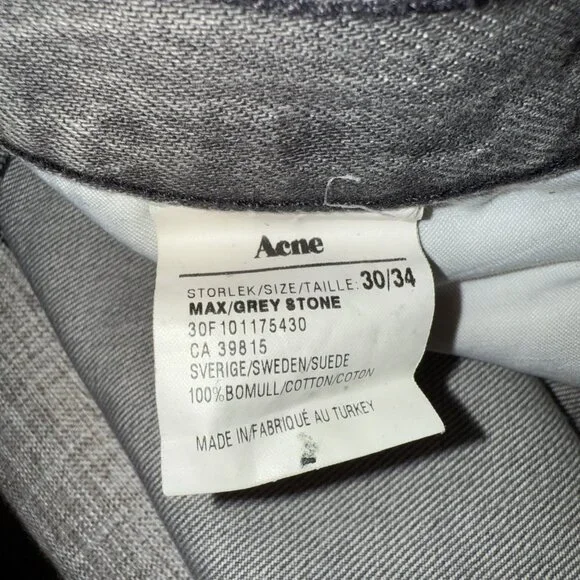 Acne
STORLEK/SIZE/TAILLE: 30/34
MAX/GREY STONE
30F101175430
CA 39815
SVERIGE/SWEDEN/SUEDE
100%BOMULL/COTTON/COTON
MADE IN/FABRIQUÉ AU TURKEY